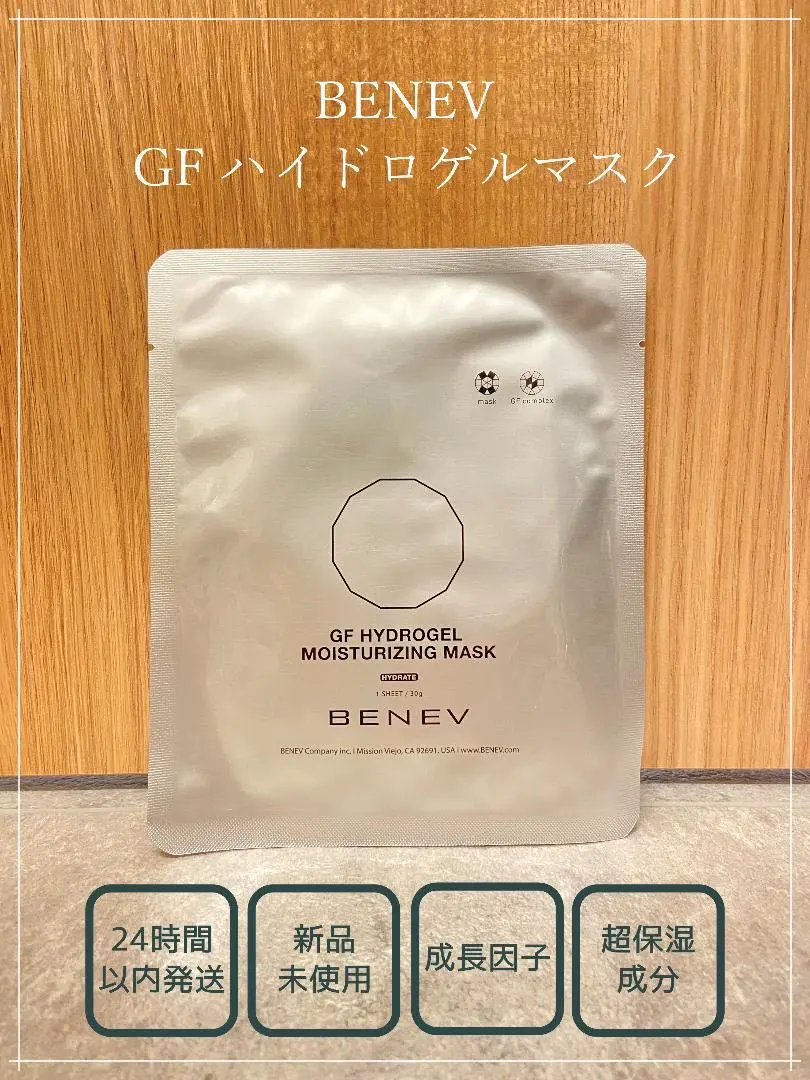 BENEV
GF ハイドロゲルマスク
mask
GF complex
GF HYDROGEL
MOISTURIZING MASK
HYDRATE
1 SHEET / 30g
BENEV
BENEV Company inc. | Mission Viejo, CA 92691, USA | www.BENEV.com
24時間
以内発送
新品
未使用
成長因子
超保湿
成分